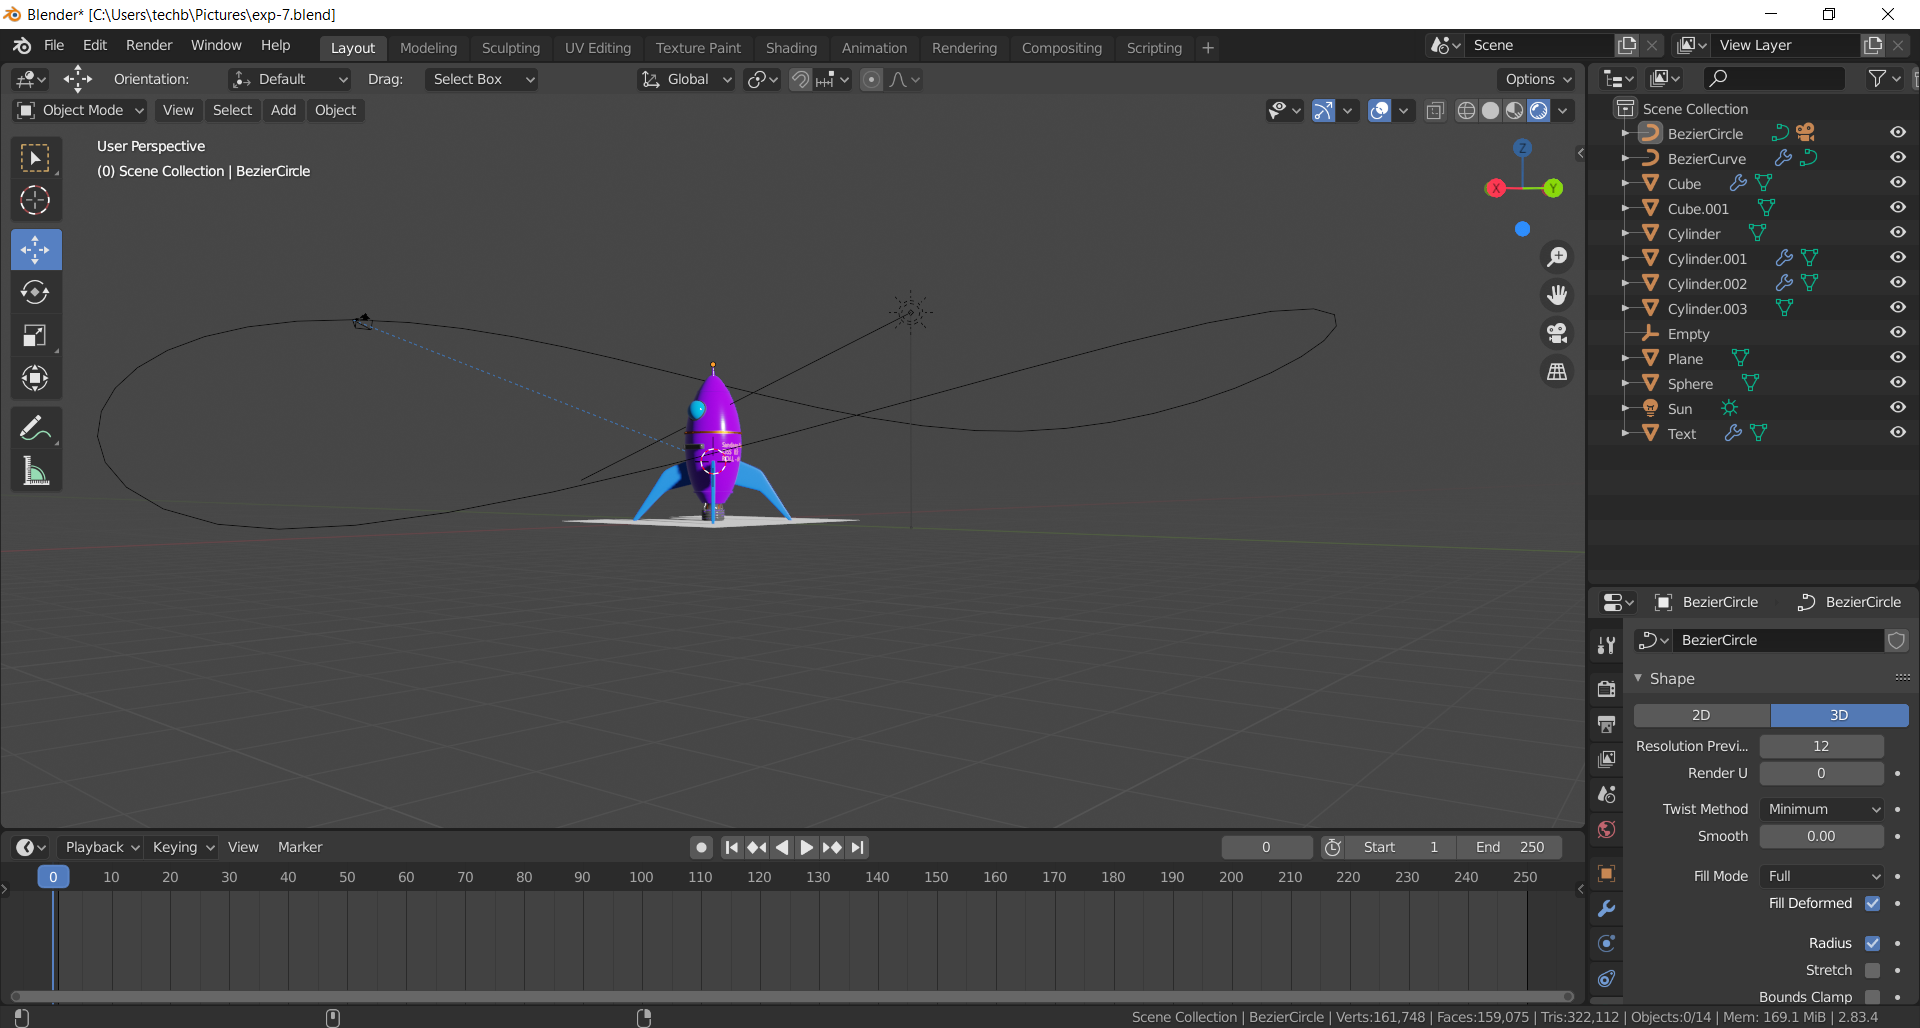 Blender* [C:\Users\techb\Pictures\exp-7.blend]
File Edit Render Window Help Layout Modeling Sculpting UV Editing Texture Paint Shading Animation Rendering Compositing Scripting + Scene View Layer
Orientation: Default Drag: Select Box Global Options
Object Mode View Select Add Object
User Perspective
(0) Scene Collection | BezierCircle
Z
X Y
Scene Collection
BezierCircle
BezierCurve
Cube
Cube.001
Cylinder
Cylinder.001
Cylinder.002
Cylinder.003
Empty
Plane
Sphere
Sun
Text
BezierCircle BezierCircle
BezierCircle
Shape
2D 3D
Resolution Previ... 12
Render U 0
Twist Method Minimum
Smooth 0.00
Fill Mode Full
Fill Deformed
Radius
Stretch
Bounds Clamp
Playback Keying View Marker 0 Start 1 End 250
0 10 20 30 40 50 60 70 80 90 100 110 120 130 140 150 160 170 180 190 200 210 220 230 240 250
Scene Collection | BezierCircle | Verts:161,748 | Faces:159,075 | Tris:322,112 | Objects:0/14 | Mem: 169.1 MiB | 2.83.4